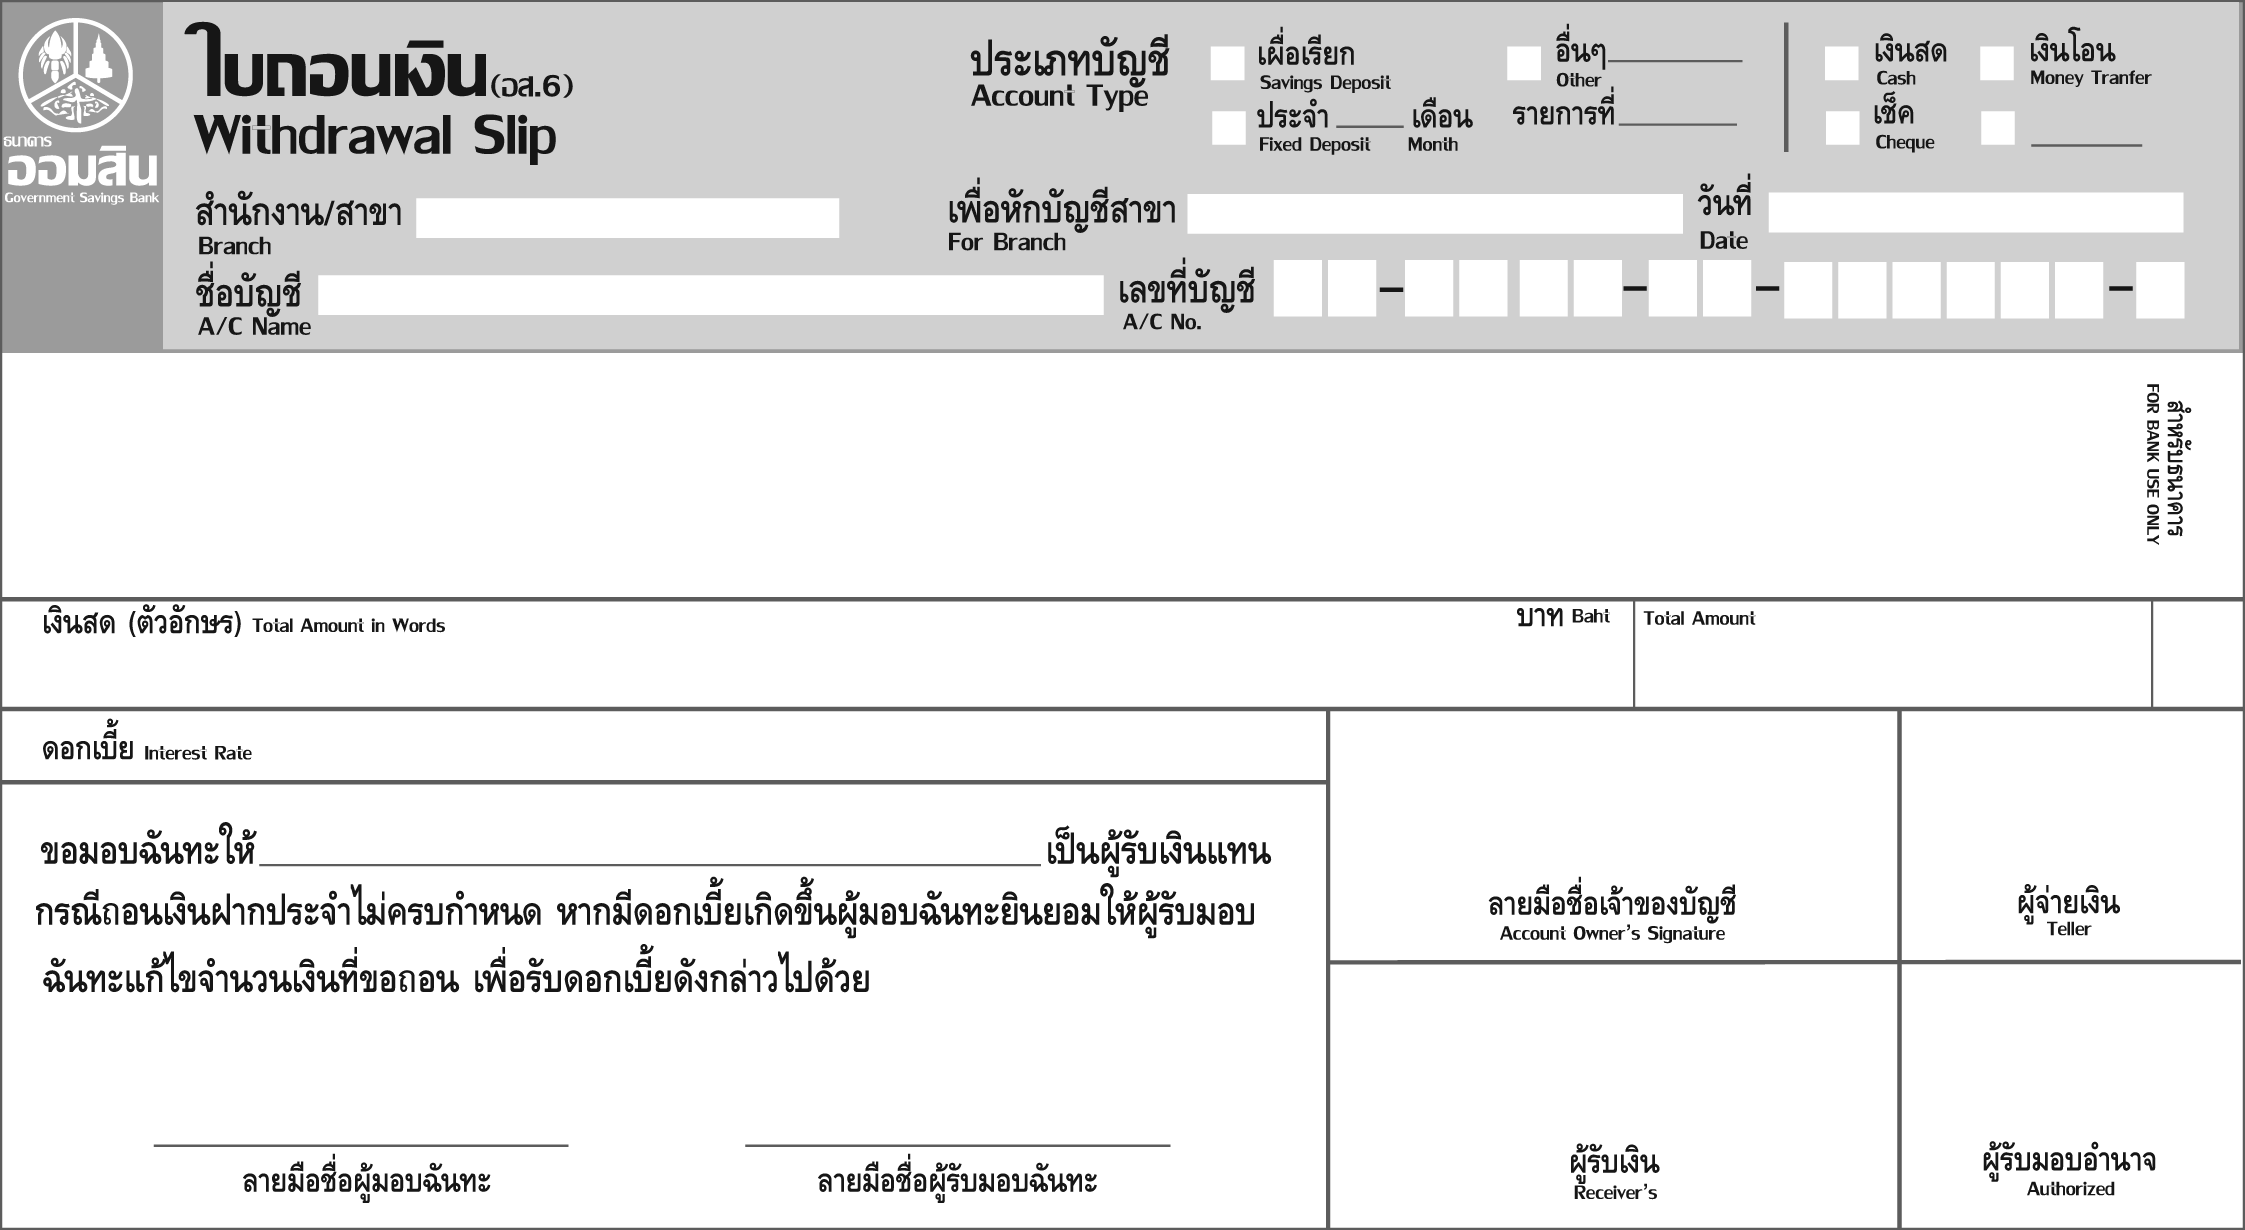 ธนาคาร
ออมสิน
Government Savings Bank
ใบถอนเงิน(อส.6)
Withdrawal Slip
ประเภทบัญชี
Account Type
เผื่อเรียก
Savings Deposit
อื่นๆ
Other
ประจำ เดือน
Fixed Deposit Month
รายการที่
เงินสด
Cash
เงินโอน
Money Tranfer
เช็ค
Cheque
สำนักงาน/สาขา
Branch
เพื่อหักบัญชีสาขา
For Branch
วันที่
Date
ชื่อบัญชี
A/C Name
เลขที่บัญชี
A/C No.
– – – –
สำหรับธนาคาร
FOR BANK USE ONLY
เงินสด (ตัวอักษร) Total Amount in Words
บาท Baht
Total Amount
ดอกเบี้ย Interest Rate
ขอมอบฉันทะให้ เป็นผู้รับเงินแทน
กรณีถอนเงินฝากประจำไม่ครบกำหนด หากมีดอกเบี้ยเกิดขึ้นผู้มอบฉันทะยินยอมให้ผู้รับมอบ
ฉันทะแก้ไขจำนวนเงินที่ขอถอน เพื่อรับดอกเบี้ยดังกล่าวไปด้วย
ลายมือชื่อผู้มอบฉันทะ
ลายมือชื่อผู้รับมอบฉันทะ
ลายมือชื่อเจ้าของบัญชี
Account Owner's Signature
ผู้จ่ายเงิน
Teller
ผู้รับเงิน
Receiver's
ผู้รับมอบอำนาจ
Authorized